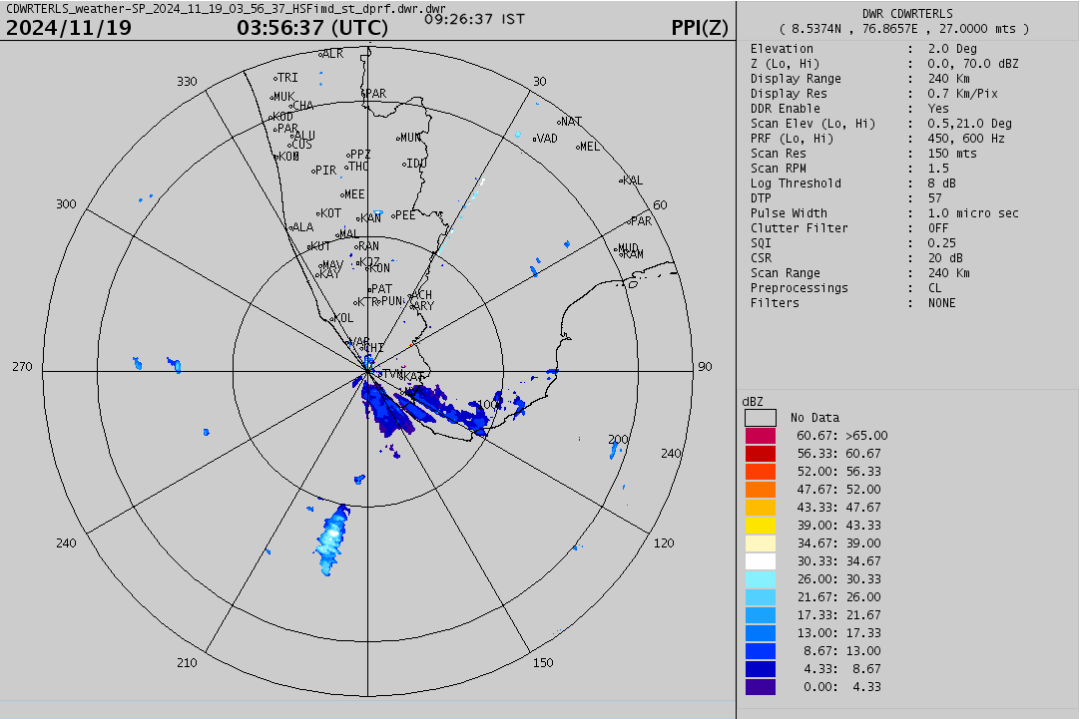 CDWRTERLS_weather-SP_2024_11_19_03_56_37_HSFimd_st_dprf.dwr.dwr
09:26:37 IST
2024/11/19 03:56:37 (UTC) PPI(Z)
DWR CDWRTERLS
( 8.5374N , 76.8657E , 27.0000 mts )
Elevation : 2.0 Deg
Z (Lo, Hi) : 0.0, 70.0 dBZ
Display Range : 240 Km
Display Res : 0.7 Km/Pix
DDR Enable : Yes
Scan Elev (Lo, Hi) : 0.5,21.0 Deg
PRF (Lo, Hi) : 450, 600 Hz
Scan Res : 150 mts
Scan RPM : 1.5
Log Threshold : 8 dB
DTP : 57
Pulse Width : 1.0 micro sec
Clutter Filter : OFF
SQI : 0.25
CSR : 20 dB
Scan Range : 240 Km
Preprocessings : CL
Filters : NONE
ALR
TRI
330
30
MUK
PAR
CHA
KOD
NAT
PAR
ALU
MUN
VAD
CUS
MEL
PPZ
THO
IDU
PIR
KAL
MEE
300
60
KOT
KAN
PEE
PAR
ALA
MAL
KUT
RAN
MUD
RAM
MAV
KOZ
KON
KAY
PAT
ACH
KTR
PUN
ARY
KOL
VAR
CHI
270
90
TVM
KAT
100
200
240
240
120
210
150
dBZ
No Data
60.67: >65.00
56.33: 60.67
52.00: 56.33
47.67: 52.00
43.33: 47.67
39.00: 43.33
34.67: 39.00
30.33: 34.67
26.00: 30.33
21.67: 26.00
17.33: 21.67
13.00: 17.33
8.67: 13.00
4.33: 8.67
0.00: 4.33